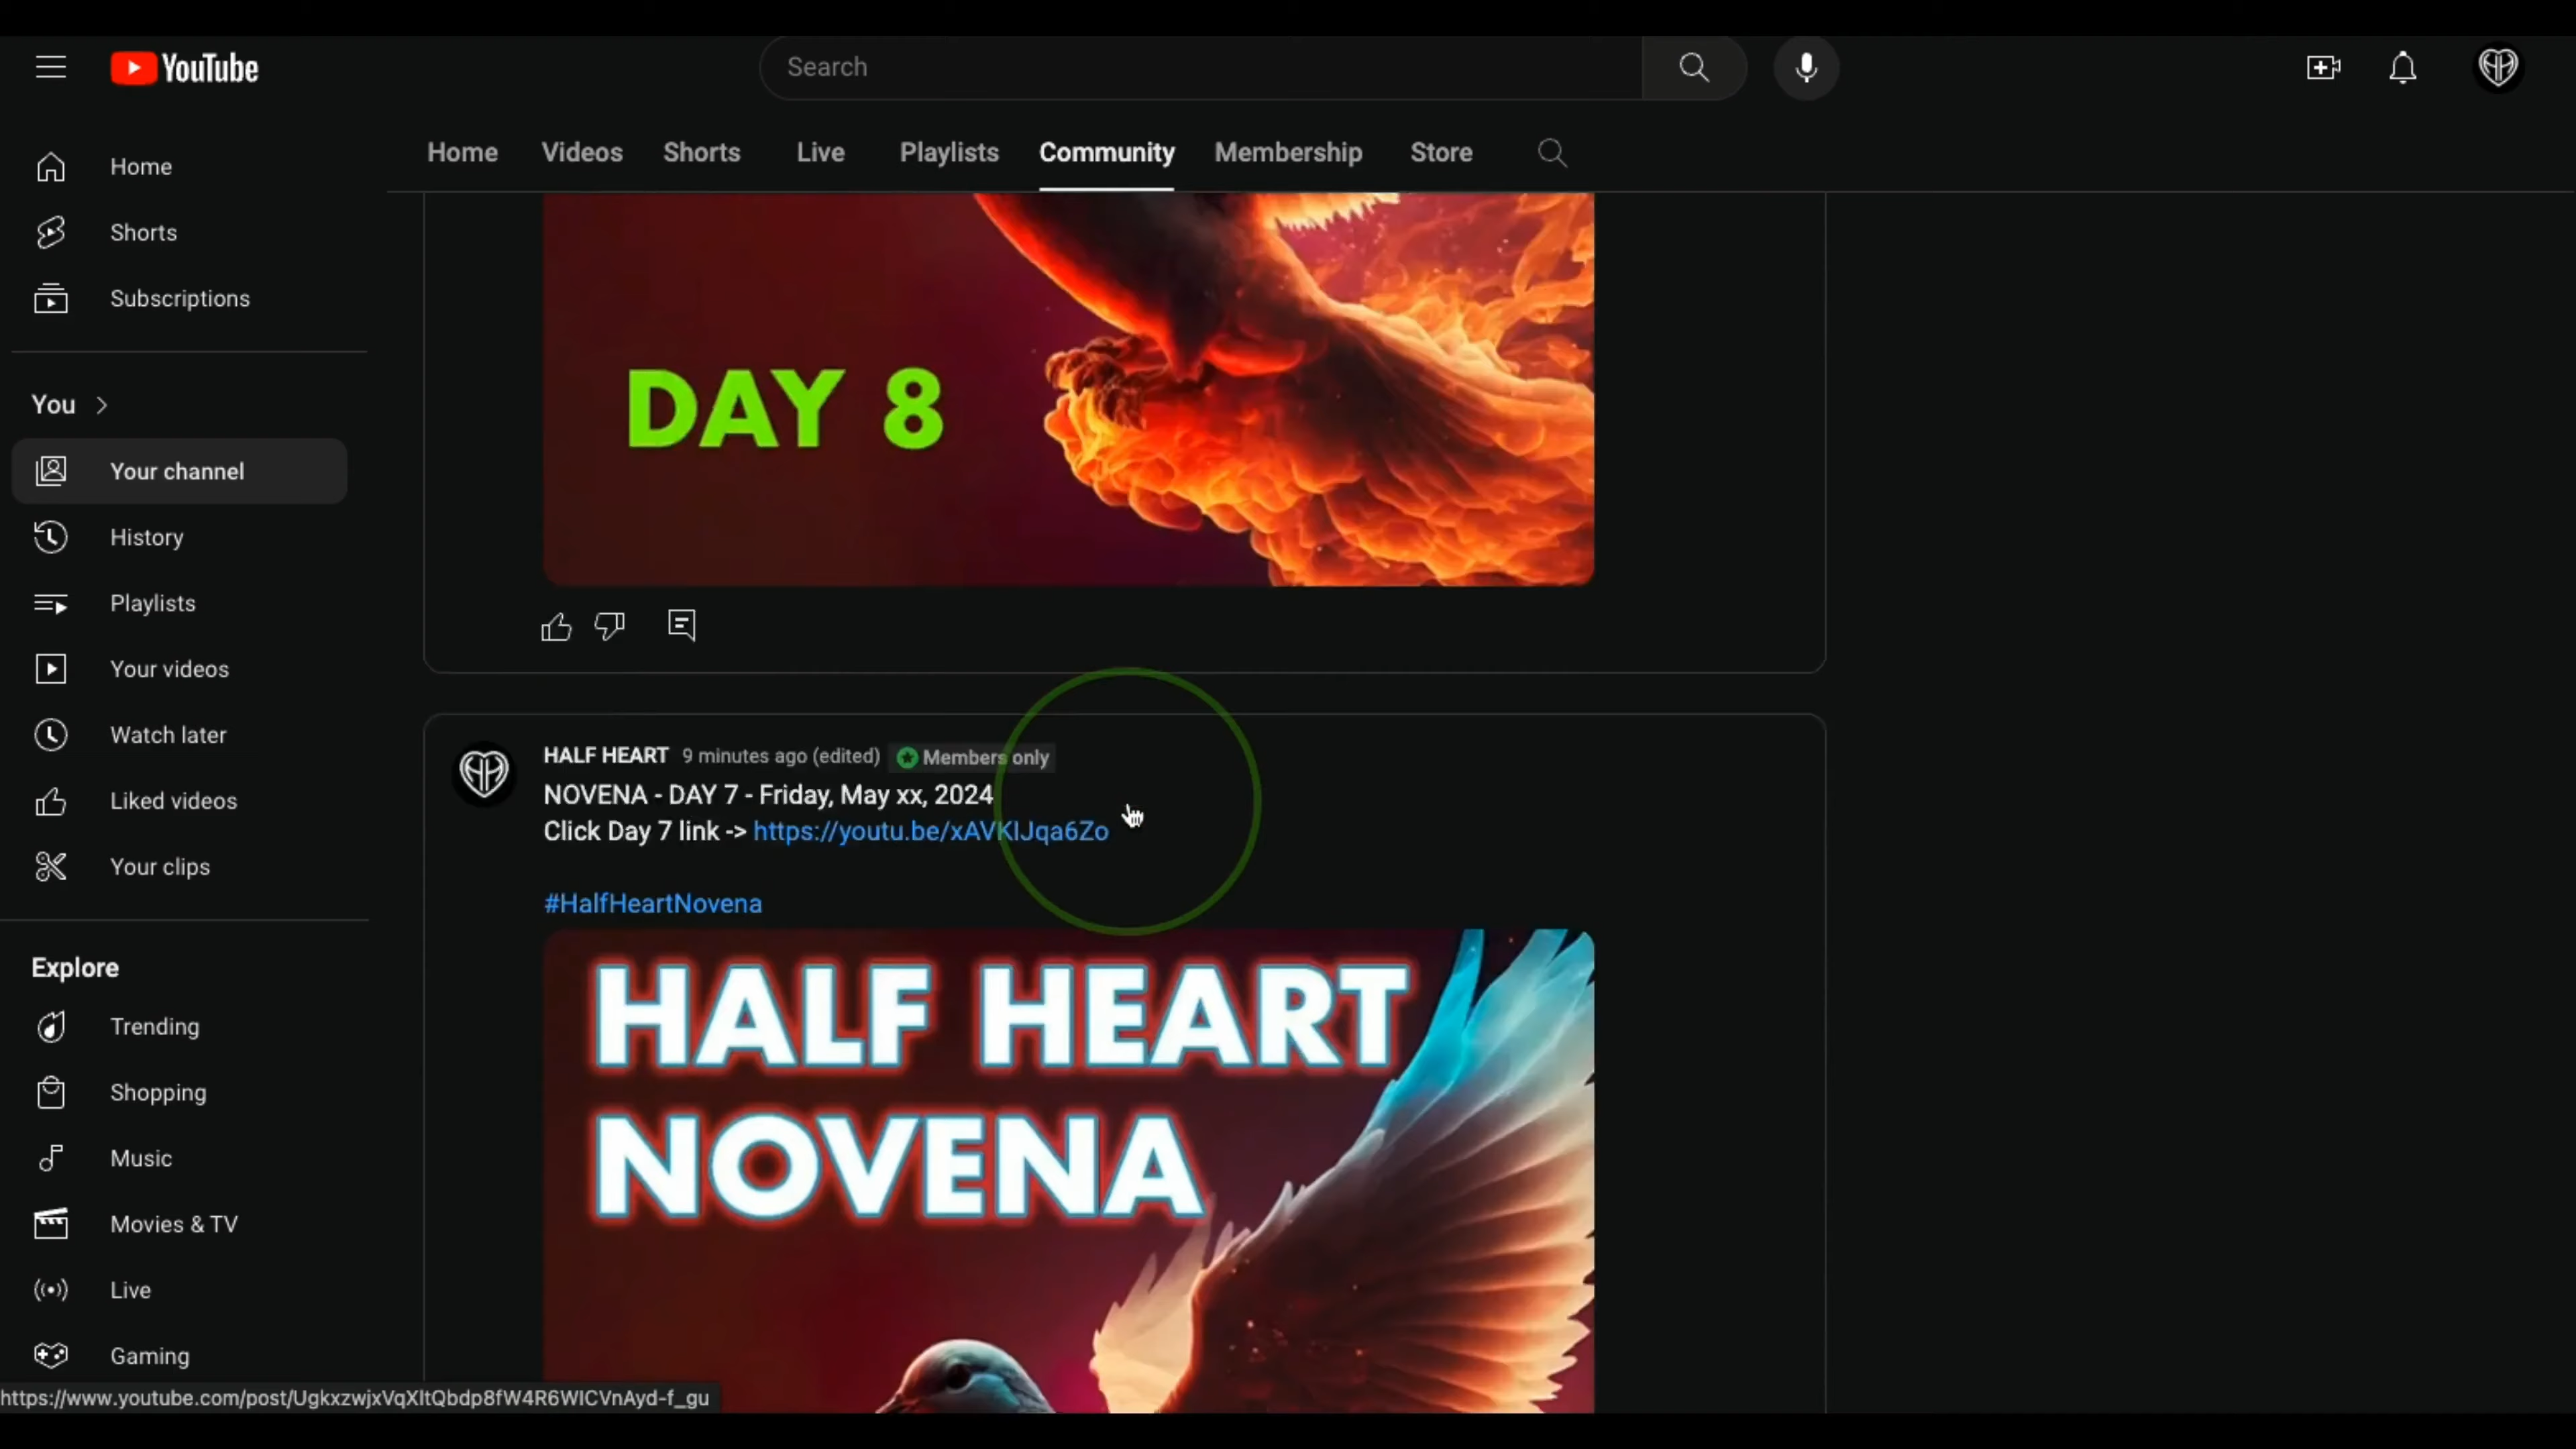 YouTube
Search
Home
Videos
Shorts
Live
Playlists
Community
Membership
Store
Home
Shorts
Subscriptions
You
Your channel
History
Playlists
Your videos
Watch later
Liked videos
Your clips
Explore
Trending
Shopping
Music
Movies & TV
Live
Gaming
DAY 8
HALF HEART 9 minutes ago (edited) Members only
NOVENA - DAY 7 - Friday, May xx, 2024
Click Day 7 link -> https://youtu.be/xAVKIJqa6Zo
#HalfHeartNovena
HALF HEART
NOVENA
https://www.youtube.com/post/UgkxzwjxVqXItQbdp8fW4R6WICVnAyd-f_gu